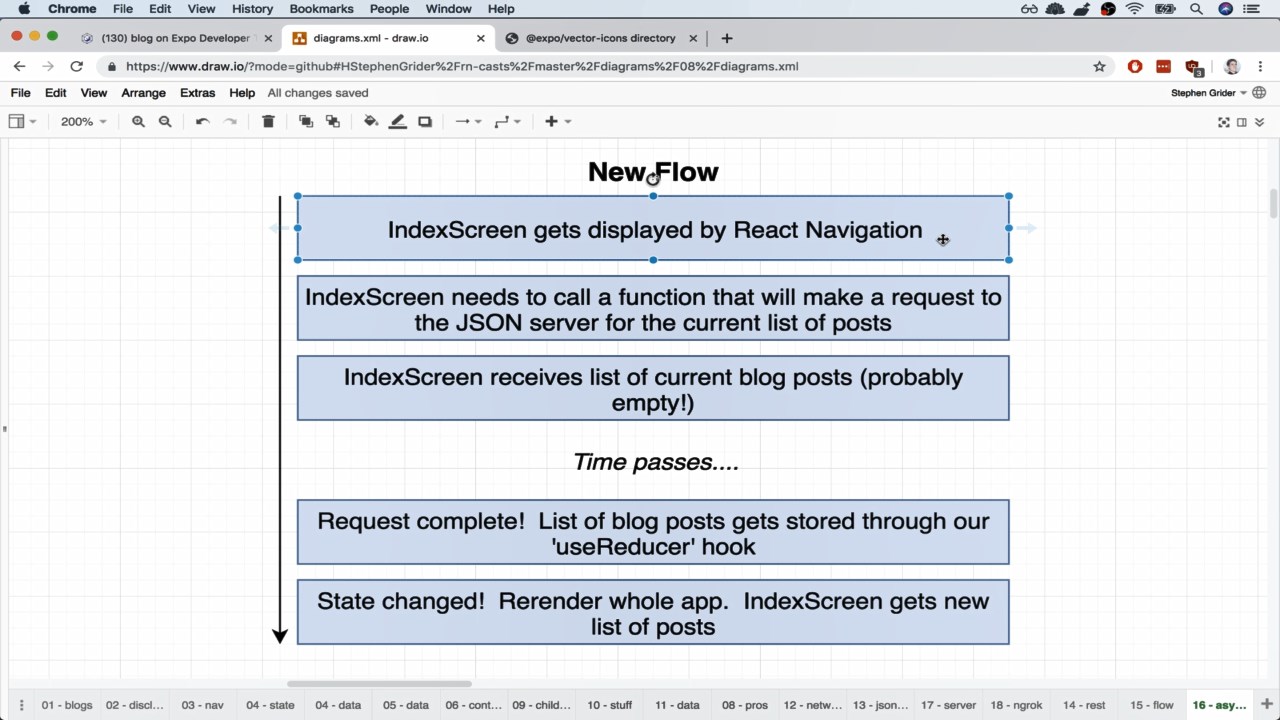 Chrome File Edit View History Bookmarks People Window Help
(130) blog on Expo Developer
diagrams.xml - draw.io
@expo/vector-icons directory
https://www.draw.io/?mode=github#HStephenGrider%2Frn-casts%2Fmaster%2Fdiagrams%2F08%2Fdiagrams.xml
3
File Edit View Arrange Extras Help All changes saved
Stephen Grider
200%
New Flow
IndexScreen gets displayed by React Navigation
IndexScreen needs to call a function that will make a request to
the JSON server for the current list of posts
IndexScreen receives list of current blog posts (probably
empty!)
Time passes....
Request complete! List of blog posts gets stored through our
'useReducer' hook
State changed! Rerender whole app. IndexScreen gets new
list of posts
01 - blogs 02 - discl... 03 - nav 04 - state 04 - data 05 - data 06 - cont... 09 - child... 10 - stuff 11 - data 08 - pros 12 - netw... 13 - json... 17 - server 18 - ngrok 14 - rest 15 - flow 16 - asy...